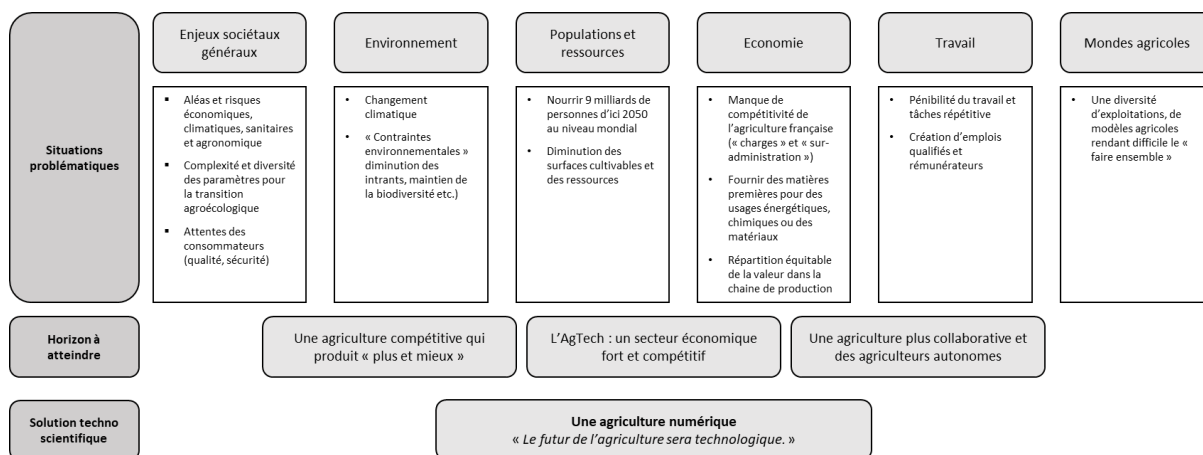 Enjeux sociétaux
généraux
Environnement
Populations et
ressources
Economie
Travail
Mondes agricoles
Situations
problématiques
▪ Aléas et risques
économiques,
climatiques, sanitaires
et agronomique
▪ Complexité et diversité
des paramètres pour
la transition
agroécologique
▪ Attentes des
consommateurs
(qualité, sécurité)
• Changement
climatique
• « Contraintes
environnementales »
diminution des
intrants, maintien de
la biodiversité etc.)
• Nourrir 9 milliards de
personnes d'ici 2050
au niveau mondial
• Diminution des
surfaces cultivables et
des ressources
• Manque de
compétitivité de
l'agriculture française
(« charges » et « sur-
administration »)
• Fournir des matières
premières pour des
usages énergétiques,
chimiques ou des
matériaux
• Répartition équitable
de la valeur dans la
chaine de production
• Pénibilité du travail et
tâches répétitive
• Création d'emplois
qualifiés et
rémunérateurs
• Une diversité
d'exploitations, de
modèles agricoles
rendant difficile le «
faire ensemble »
Horizon à
atteindre
Une agriculture compétitive qui
produit « plus et mieux »
L'AgTech : un secteur économique
fort et compétitif
Une agriculture plus collaborative et
des agriculteurs autonomes
Solution techno
scientifique
Une agriculture numérique
« Le futur de l'agriculture sera technologique. »